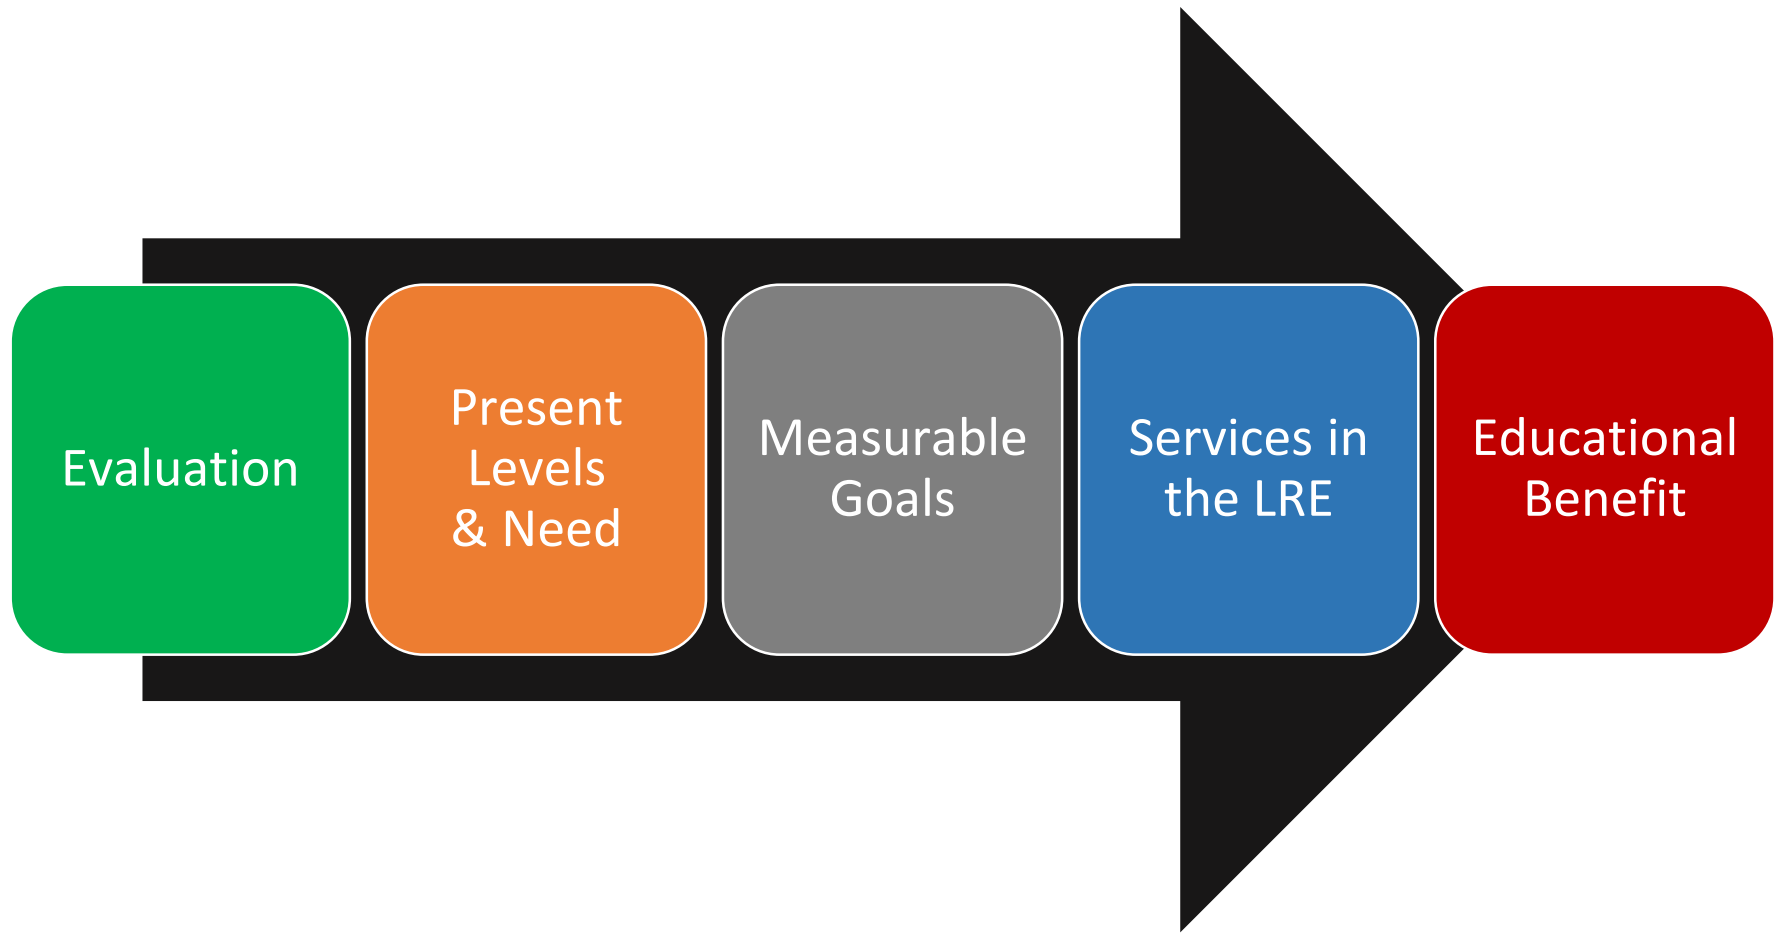 Evaluation
Present
Levels
& Need
Measurable
Goals
Services in
the LRE
Educational
Benefit